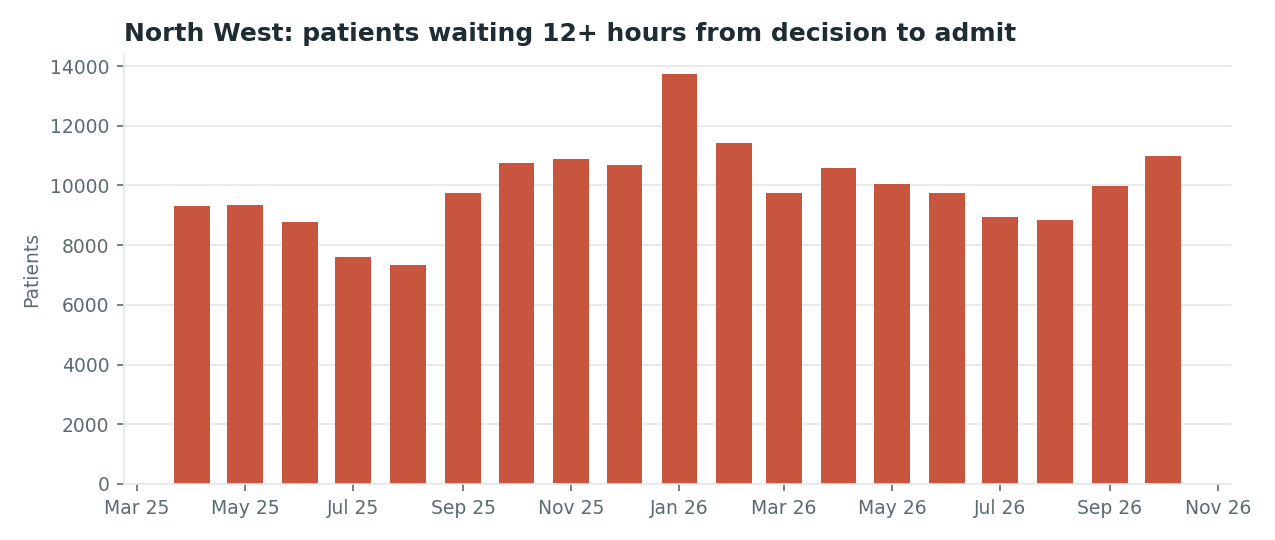 North West: patients waiting 12+ hours from decision to admit
14000
12000
10000
8000
6000
4000
2000
0
Patients
Mar 25 May 25 Jul 25 Sep 25 Nov 25 Jan 26 Mar 26 May 26 Jul 26 Sep 26 Nov 26